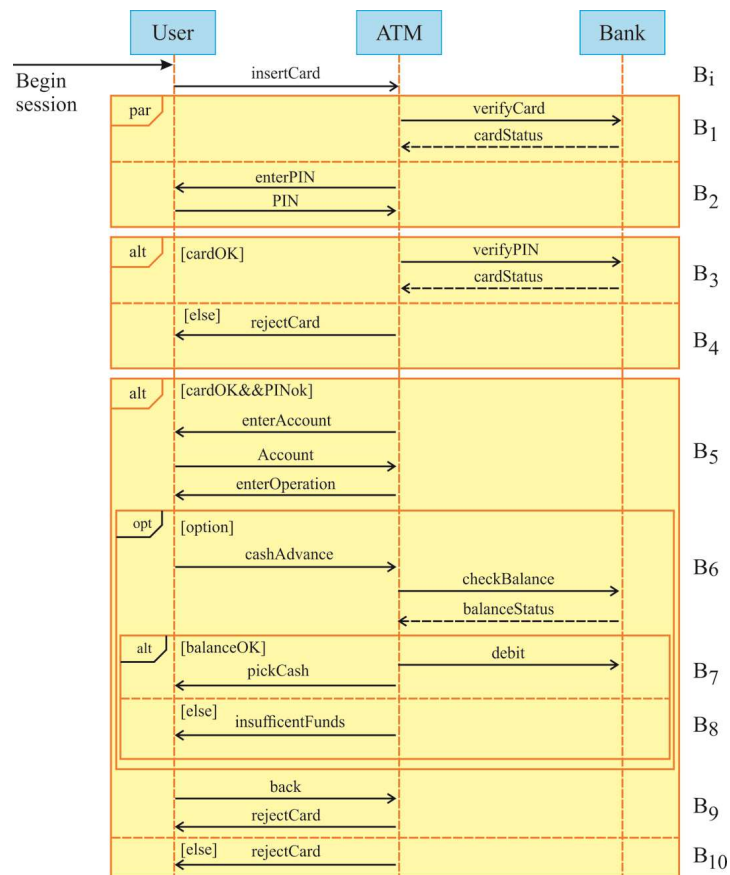 User ATM Bank
Begin
session
insertCard
Bi
par
verifyCard
cardStatus
B1
enterPIN
PIN
B2
alt [cardOK]
verifyPIN
cardStatus
B3
[else]
rejectCard
B4
alt [cardOK&&PINok]
enterAccount
Account
enterOperation
B5
opt [option]
cashAdvance
checkBalance
balanceStatus
B6
alt [balanceOK]
debit
pickCash
B7
[else]
insufficentFunds
B8
back
rejectCard
B9
[else] rejectCard
B10